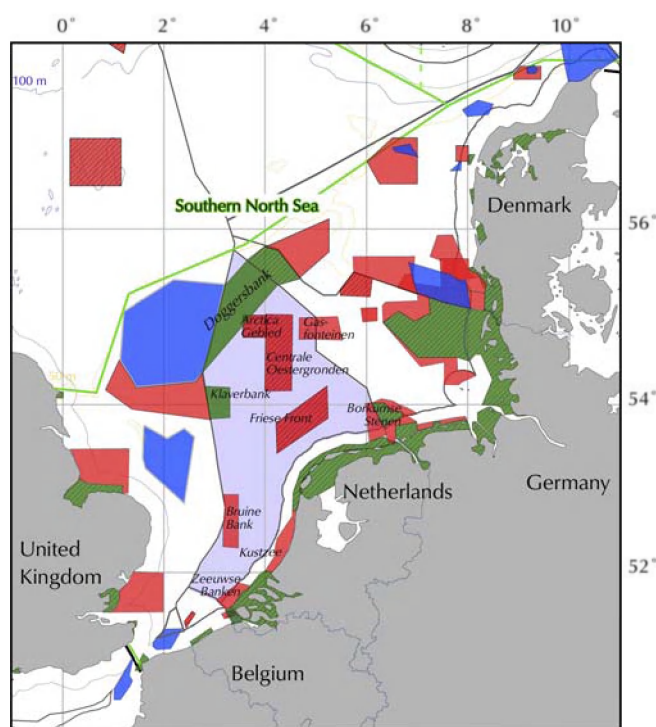 0° 2° 4° 6° 8° 10°
100 m
Southern North Sea
Denmark
56°
Doggersbank
Arctica
Gebied
Gas-
fonteinen
Centrale
Oestergronden
50 m
Klaverbank
54°
Friese Front
Borkumse
Stenen
Netherlands
Germany
Bruine
Bank
Kustzee
United
Kingdom
52°
Zeeuwse
Banken
Belgium